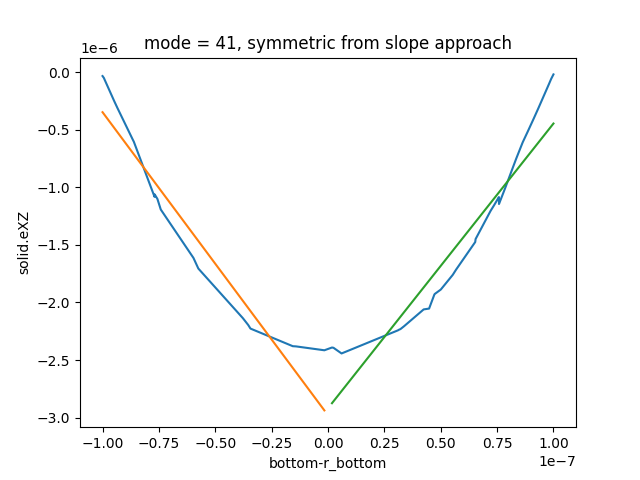 mode = 41, symmetric from slope approach
1e−6
0.0
−0.5
−1.0
−1.5
−2.0
−2.5
−3.0
solid.eXZ
−1.00 −0.75 −0.50 −0.25 0.00 0.25 0.50 0.75 1.00
bottom-r_bottom
1e−7